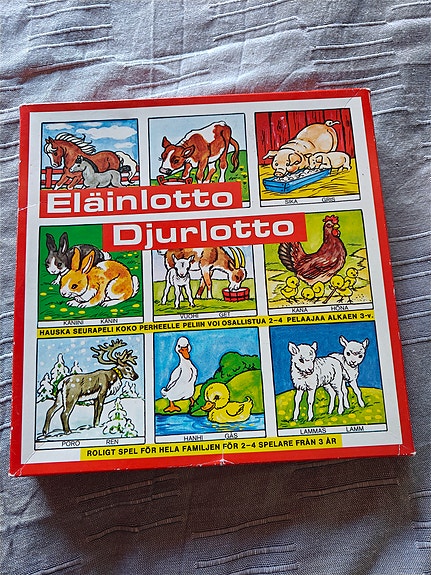 SIKA GRIS
Eläinlotto
Djurlotto
KANIINI KANIN
VUOHI GET
KANA HÖNA
HAUSKA SEURAPELI KOKO PERHEELLE PELIIN VOI OSALLISTUA 2-4 PELAAJAA ALKAEN 3-v.
PORO REN
HANHI GÅS
LAMMAS LAMM
ROLIGT SPEL FÖR HELA FAMILJEN FÖR 2-4 SPELARE FRÅN 3 ÅR